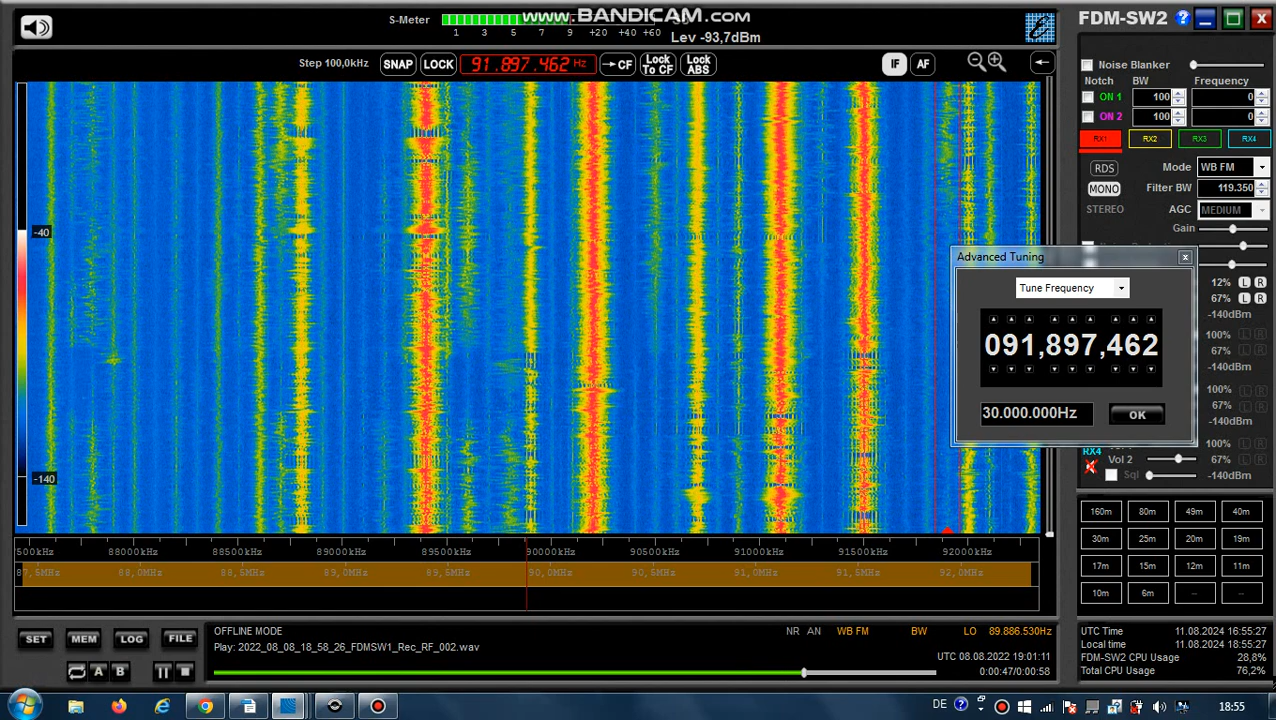 S-Meter
www.BANDICAM.com
1 3 5 7 9 +20 +40 +60
Lev -93,7dBm
FDM-SW2
Step 100,0kHz
SNAP
LOCK
91.897.462 Hz
→CF
Lock To CF
Lock ABS
IF
AF
Noise Blanker
Notch BW Frequency
ON 1 100 0
ON 2 100 0
RX1 RX2 RX3 RX4
RDS
Mode WB FM
MONO
Filter BW 119.350
STEREO
AGC MEDIUM
Gain
-40
-140
Advanced Tuning
Tune Frequency
091,897,462
30.000.000Hz
OK
12% L R
67% L R
-140dBm
100% L R
67% L R
-140dBm
100% L R
67% L R
-140dBm
RX4
100% L R
Vol 2 67% L R
Sql -140dBm
160m 80m 49m 40m
30m 25m 20m 19m
17m 15m 12m 11m
10m 6m -- --
500kHz 88000kHz 88500kHz 89000kHz 89500kHz 90000kHz 90500kHz 91000kHz 91500kHz 92000kHz
87,5MHz 88,0MHz 88,5MHz 89,0MHz 89,5MHz 90,0MHz 90,5MHz 91,0MHz 91,5MHz 92,0MHz
SET
MEM
LOG
FILE
A
B
OFFLINE MODE
NR AN WB FM BW LO 89.886.530Hz
Play: 2022_08_08_18_58_26_FDMSW1_Rec_RF_002.wav
UTC 08.08.2022 19:01:11
0:00:47/0:00:58
UTC Time 11.08.2024 16:55:27
Local time 11.08.2024 18:55:27
FDM-SW2 CPU Usage 28,8%
Total CPU Usage 76,2%
DE
18:55